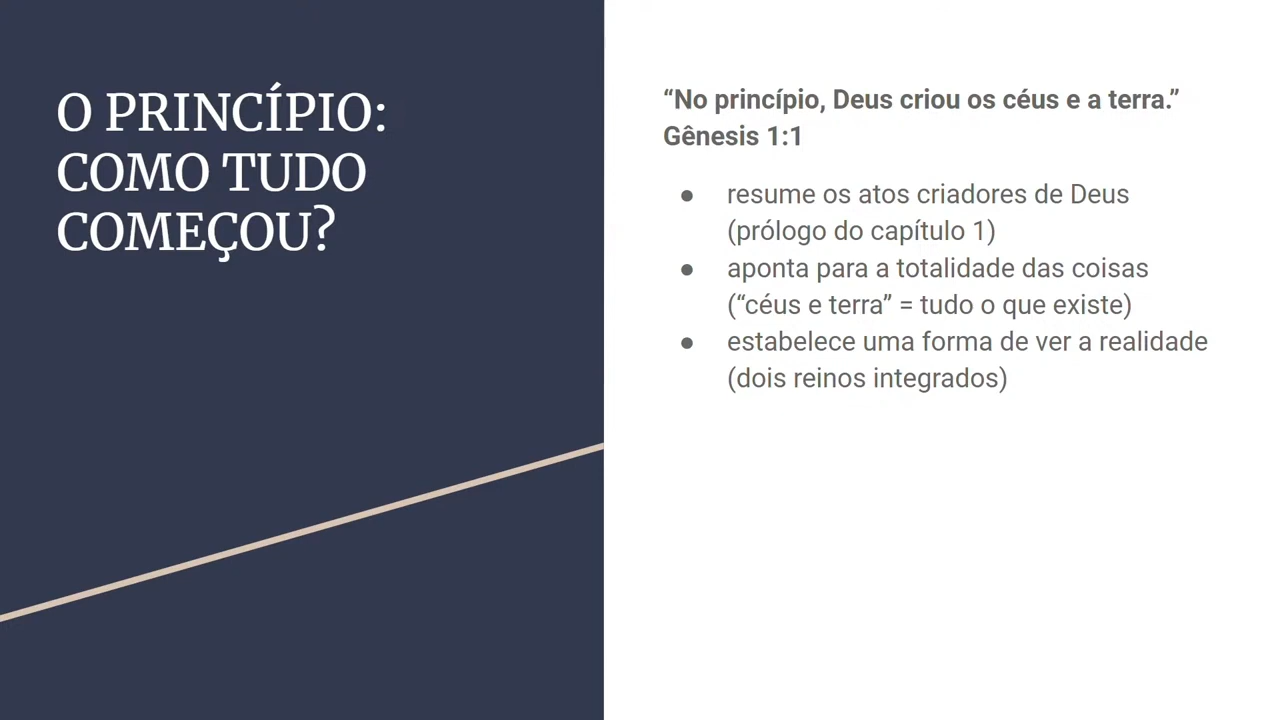 O PRINCÍPIO:
COMO TUDO
COMEÇOU?
“No princípio, Deus criou os céus e a terra.”
Gênesis 1:1
● resume os atos criadores de Deus
(prólogo do capítulo 1)
● aponta para a totalidade das coisas
(“céus e terra” = tudo o que existe)
● estabelece uma forma de ver a realidade
(dois reinos integrados)